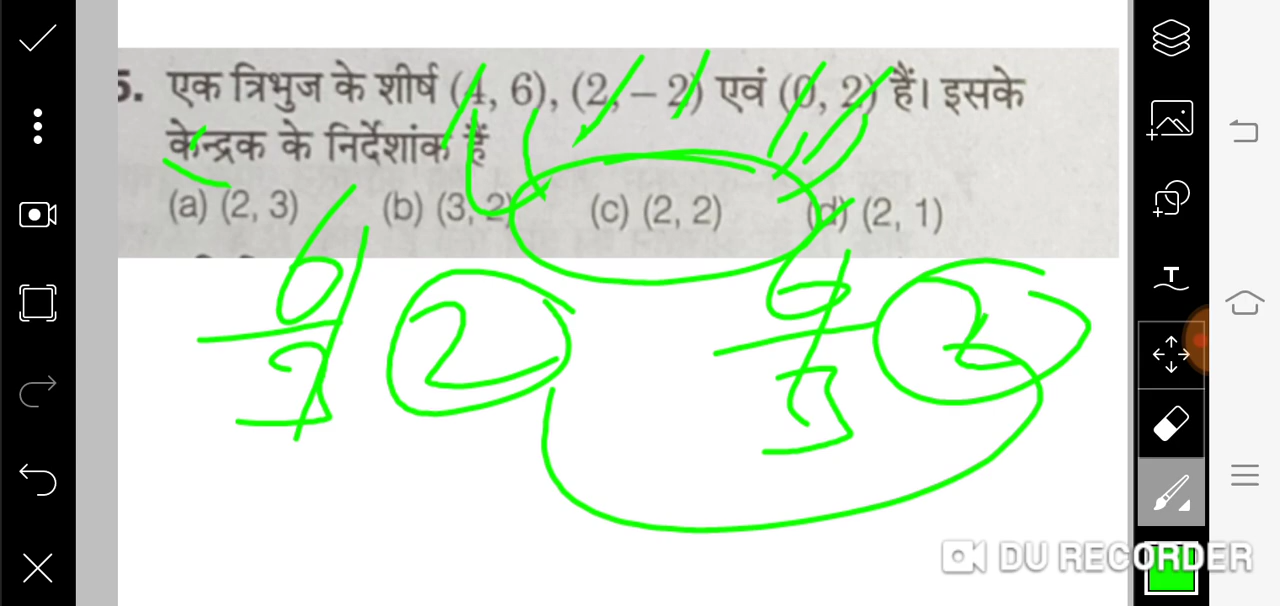 5. एक त्रिभुज के शीर्ष (4, 6), (2, – 2) एवं (0, 2) हैं। इसके
केन्द्रक के निर्देशांक हैं
(a) (2, 3) (b) (3, 2) (c) (2, 2) (d) (2, 1)
6 2 6 2
3 3
T
DU RECORDER